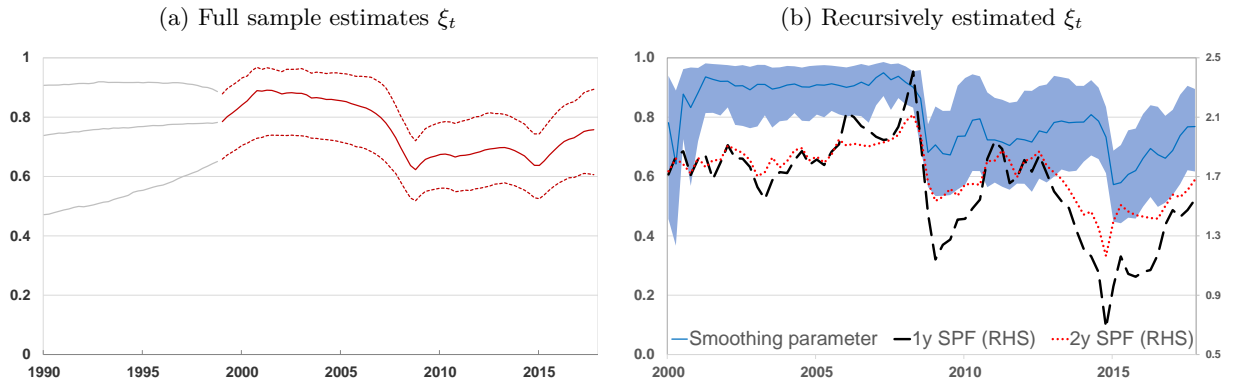 (a) Full sample estimates ξt
1
0.8
0.6
0.4
0.2
0
1990 1995 2000 2005 2010 2015
(b) Recursively estimated ξt
1.0 2.5
0.8 2.1
0.6 1.7
0.4 1.3
0.2 0.9
0.0 0.5
Smoothing parameter 1y SPF (RHS) 2y SPF (RHS)
2000 2005 2010 2015